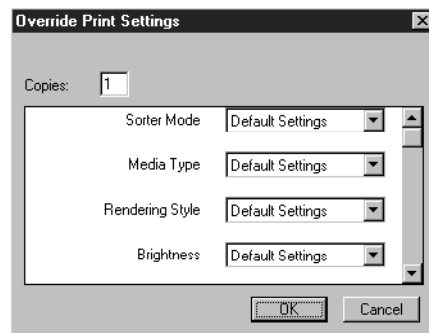 Override Print Settings
Copies: 1
Sorter Mode Default Settings
Media Type Default Settings
Rendering Style Default Settings
Brightness Default Settings
OK Cancel